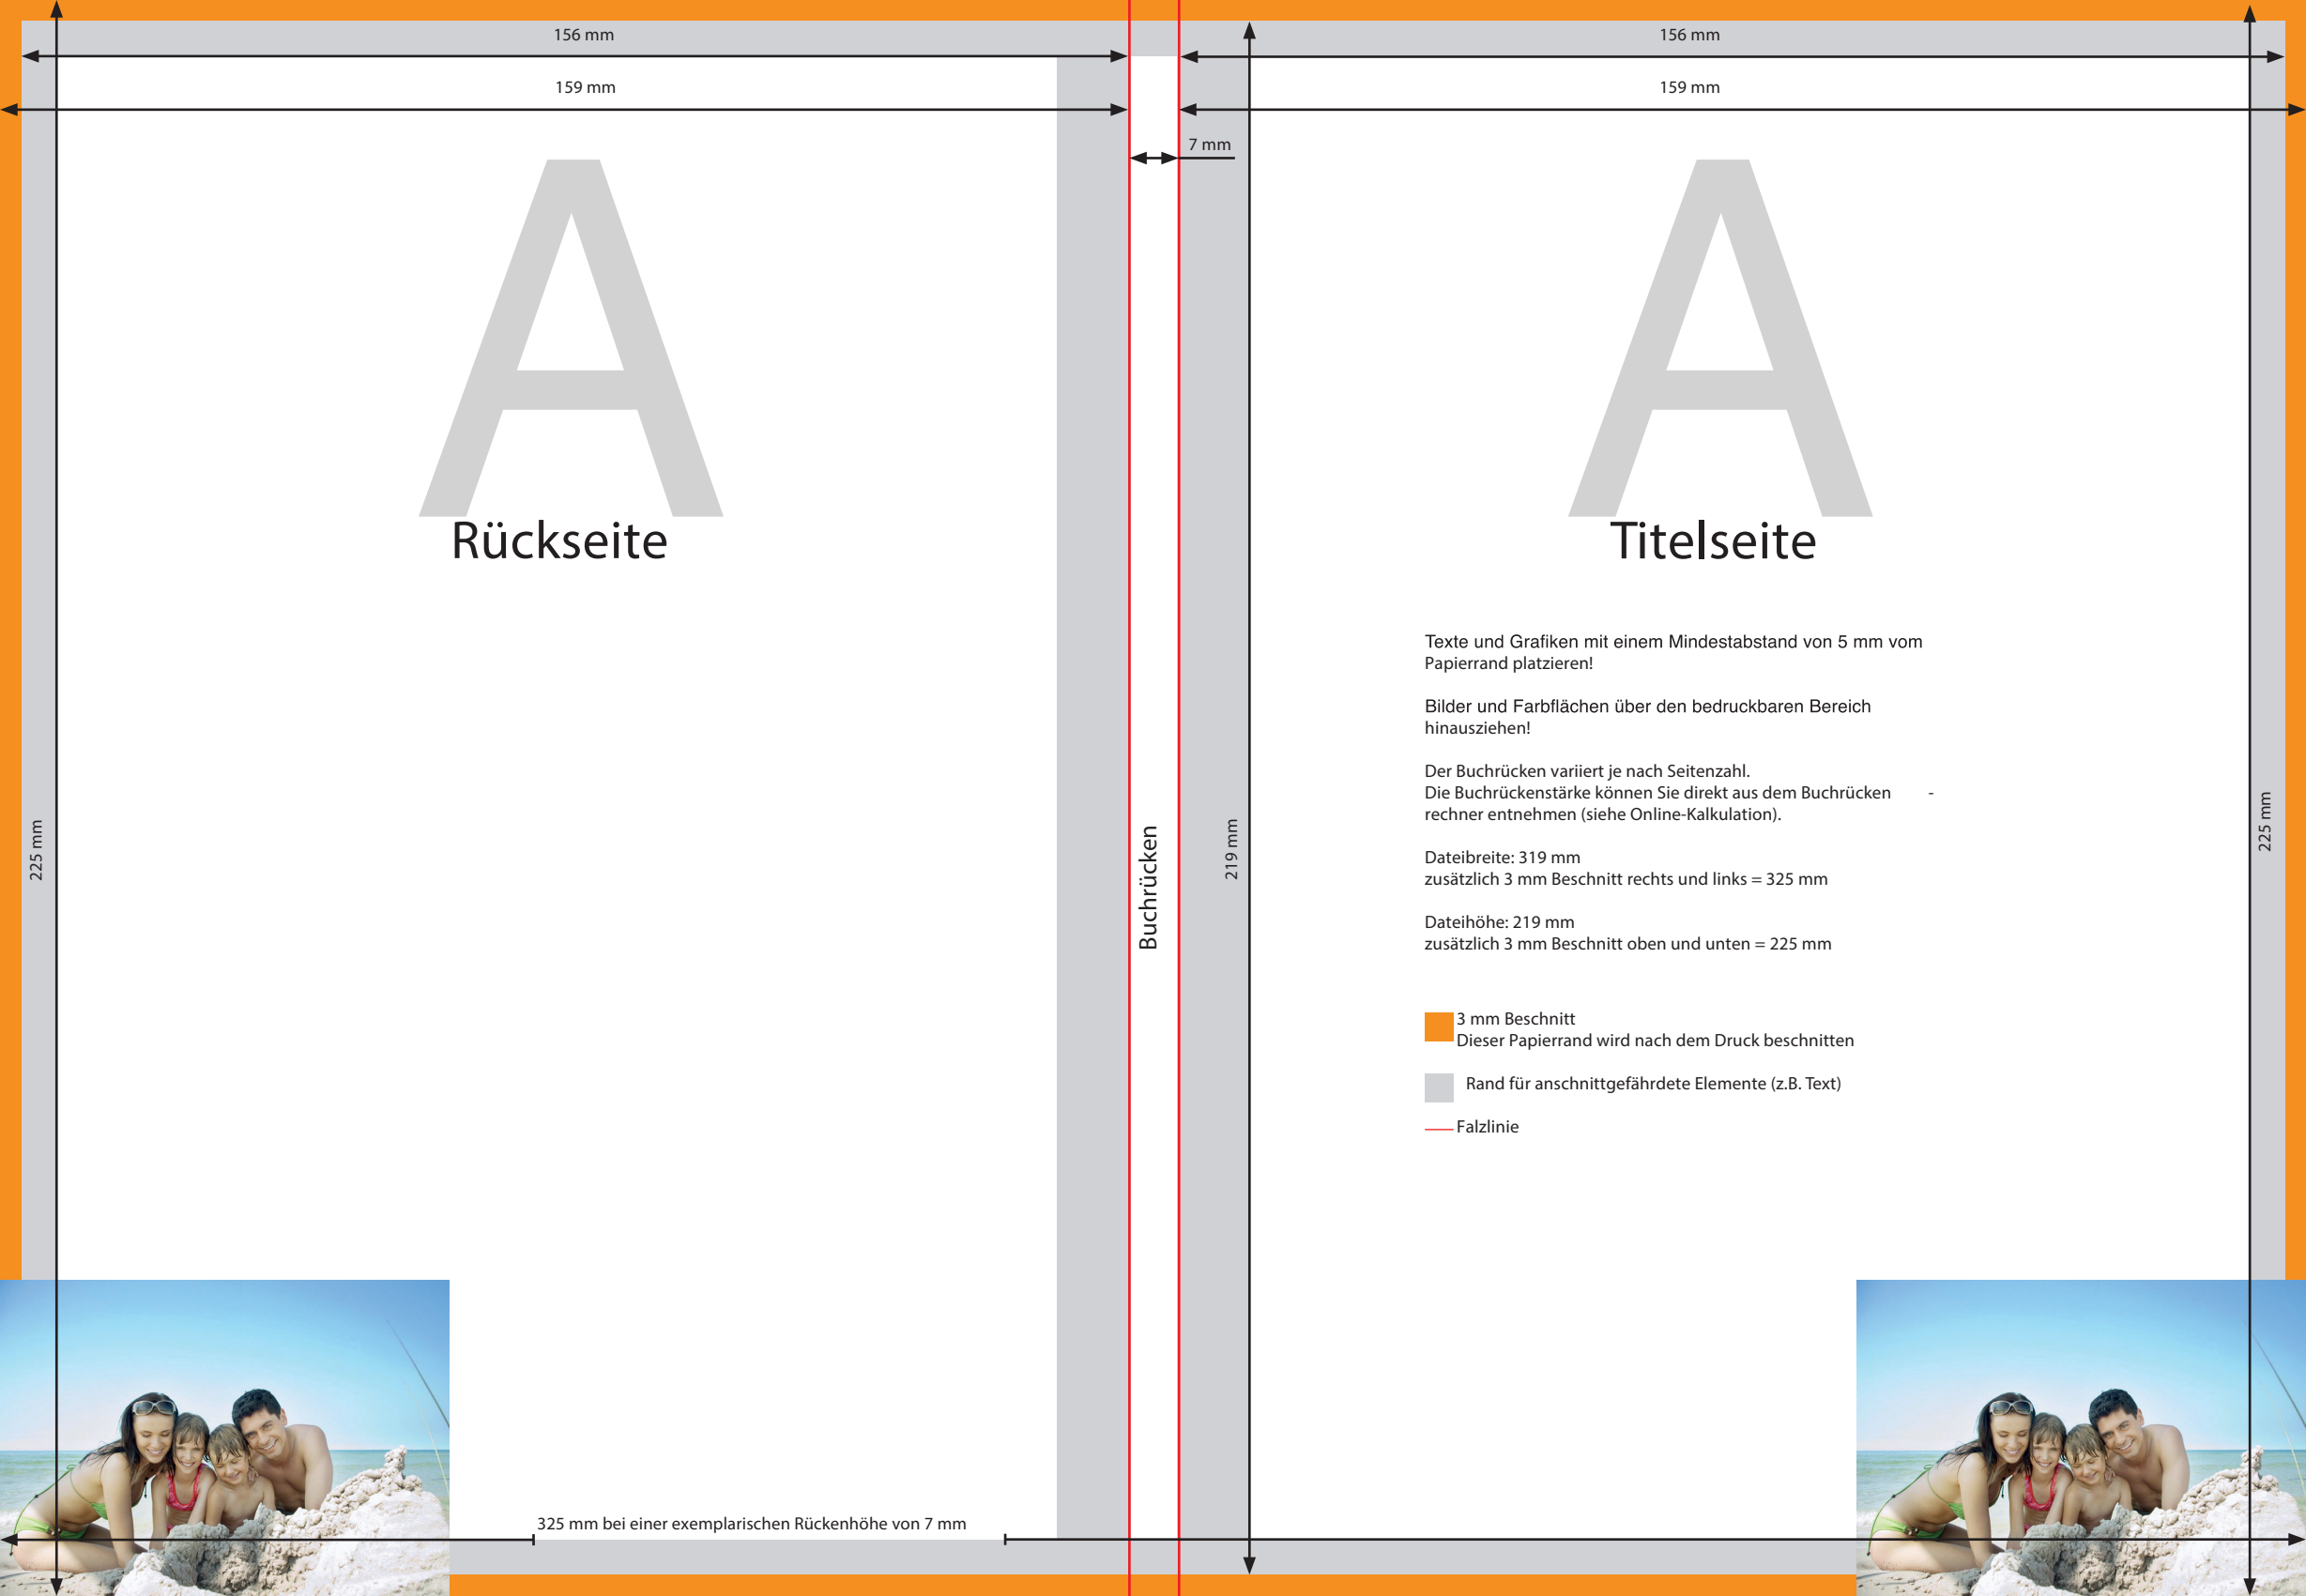 156 mm
156 mm
159 mm
159 mm
7 mm
A
Rückseite
A
Titelseite
Texte und Grafiken mit einem Mindestabstand von 5 mm vom
Papierrand platzieren!
Bilder und Farbflächen über den bedruckbaren Bereich
hinausziehen!
Der Buchrücken variiert je nach Seitenzahl.
Die Buchrückenstärke können Sie direkt aus dem Buchrücken -
rechner entnehmen (siehe Online-Kalkulation).
Dateibreite: 319 mm
zusätzlich 3 mm Beschnitt rechts und links = 325 mm
Dateihöhe: 219 mm
zusätzlich 3 mm Beschnitt oben und unten = 225 mm
225 mm
Buchrücken
219 mm
225 mm
3 mm Beschnitt
Dieser Papierrand wird nach dem Druck beschnitten
Rand für anschnittgefährdete Elemente (z.B. Text)
Falzlinie
325 mm bei einer exemplarischen Rückenhöhe von 7 mm